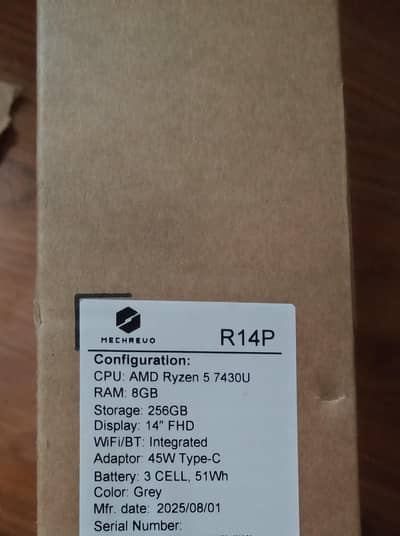 MECHREVO
R14P
Configuration:
CPU: AMD Ryzen 5 7430U
RAM: 8GB
Storage: 256GB
Display: 14" FHD
WiFi/BT: Integrated
Adaptor: 45W Type-C
Battery: 3 CELL, 51Wh
Color: Grey
Mfr. date: 2025/08/01
Serial Number: